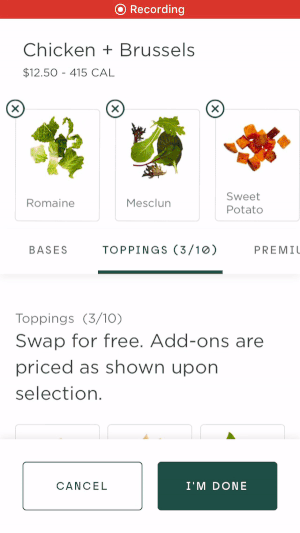 Recording
Chicken + Brussels
$12.50 - 415 CAL
Romaine
Mesclun
Sweet
Potato
BASES
TOPPINGS (3/10)
PREMIU
Toppings (3/10)
Swap for free. Add-ons are
priced as shown upon
selection.
CANCEL
I'M DONE